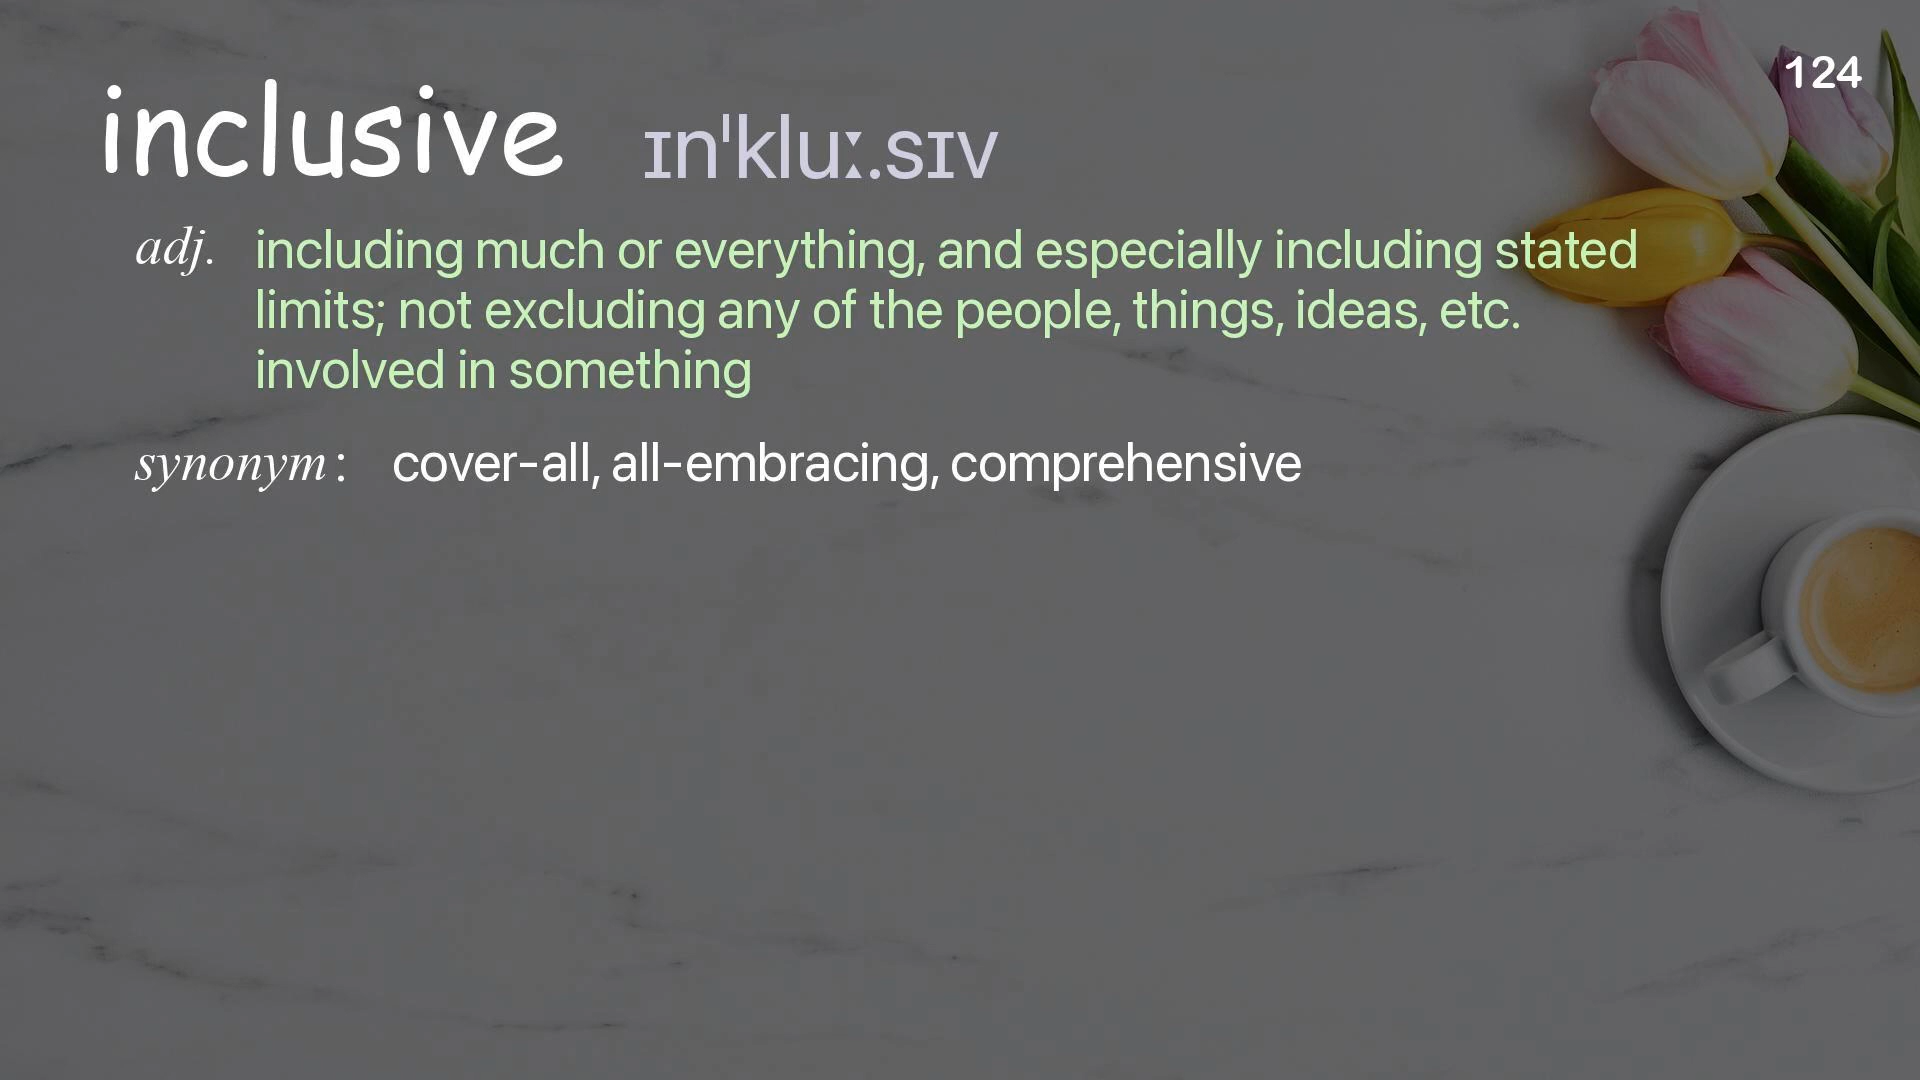 124
inclusive ɪnˈkluː.sɪv
adj. including much or everything, and especially including stated
limits; not excluding any of the people, things, ideas, etc.
involved in something
synonym: cover-all, all-embracing, comprehensive